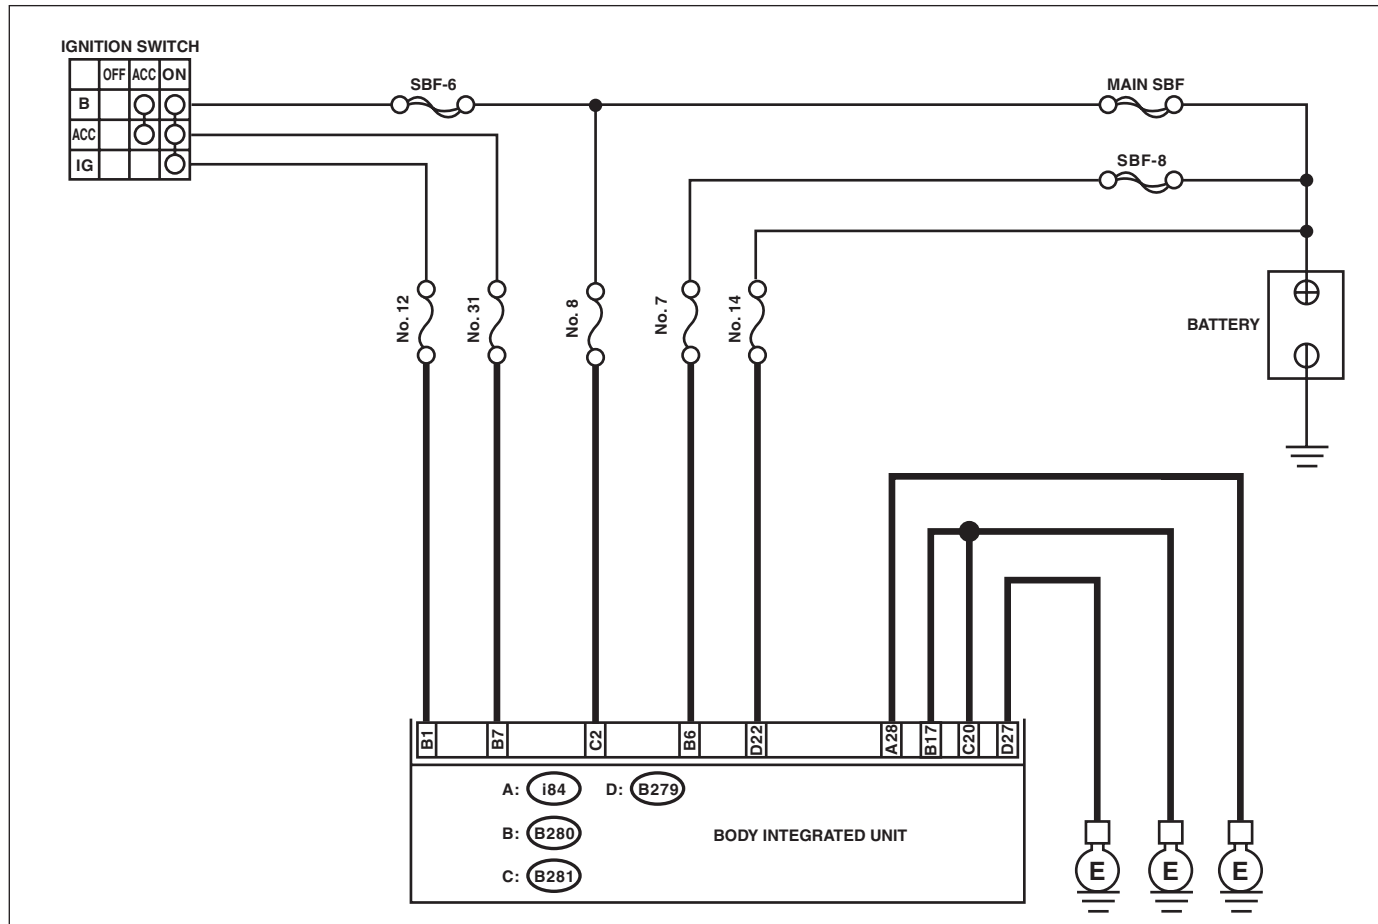 IGNITION SWITCH
OFF ACC ON
B
ACC
IG
SBF-6
MAIN SBF
SBF-8
No. 12
No. 31
No. 8
No. 7
No. 14
BATTERY
B1 B7 C2 B6 D22 A28 B17 C20 D27
A: i84 D: B279
B: B280
BODY INTEGRATED UNIT
C: B281
E E E